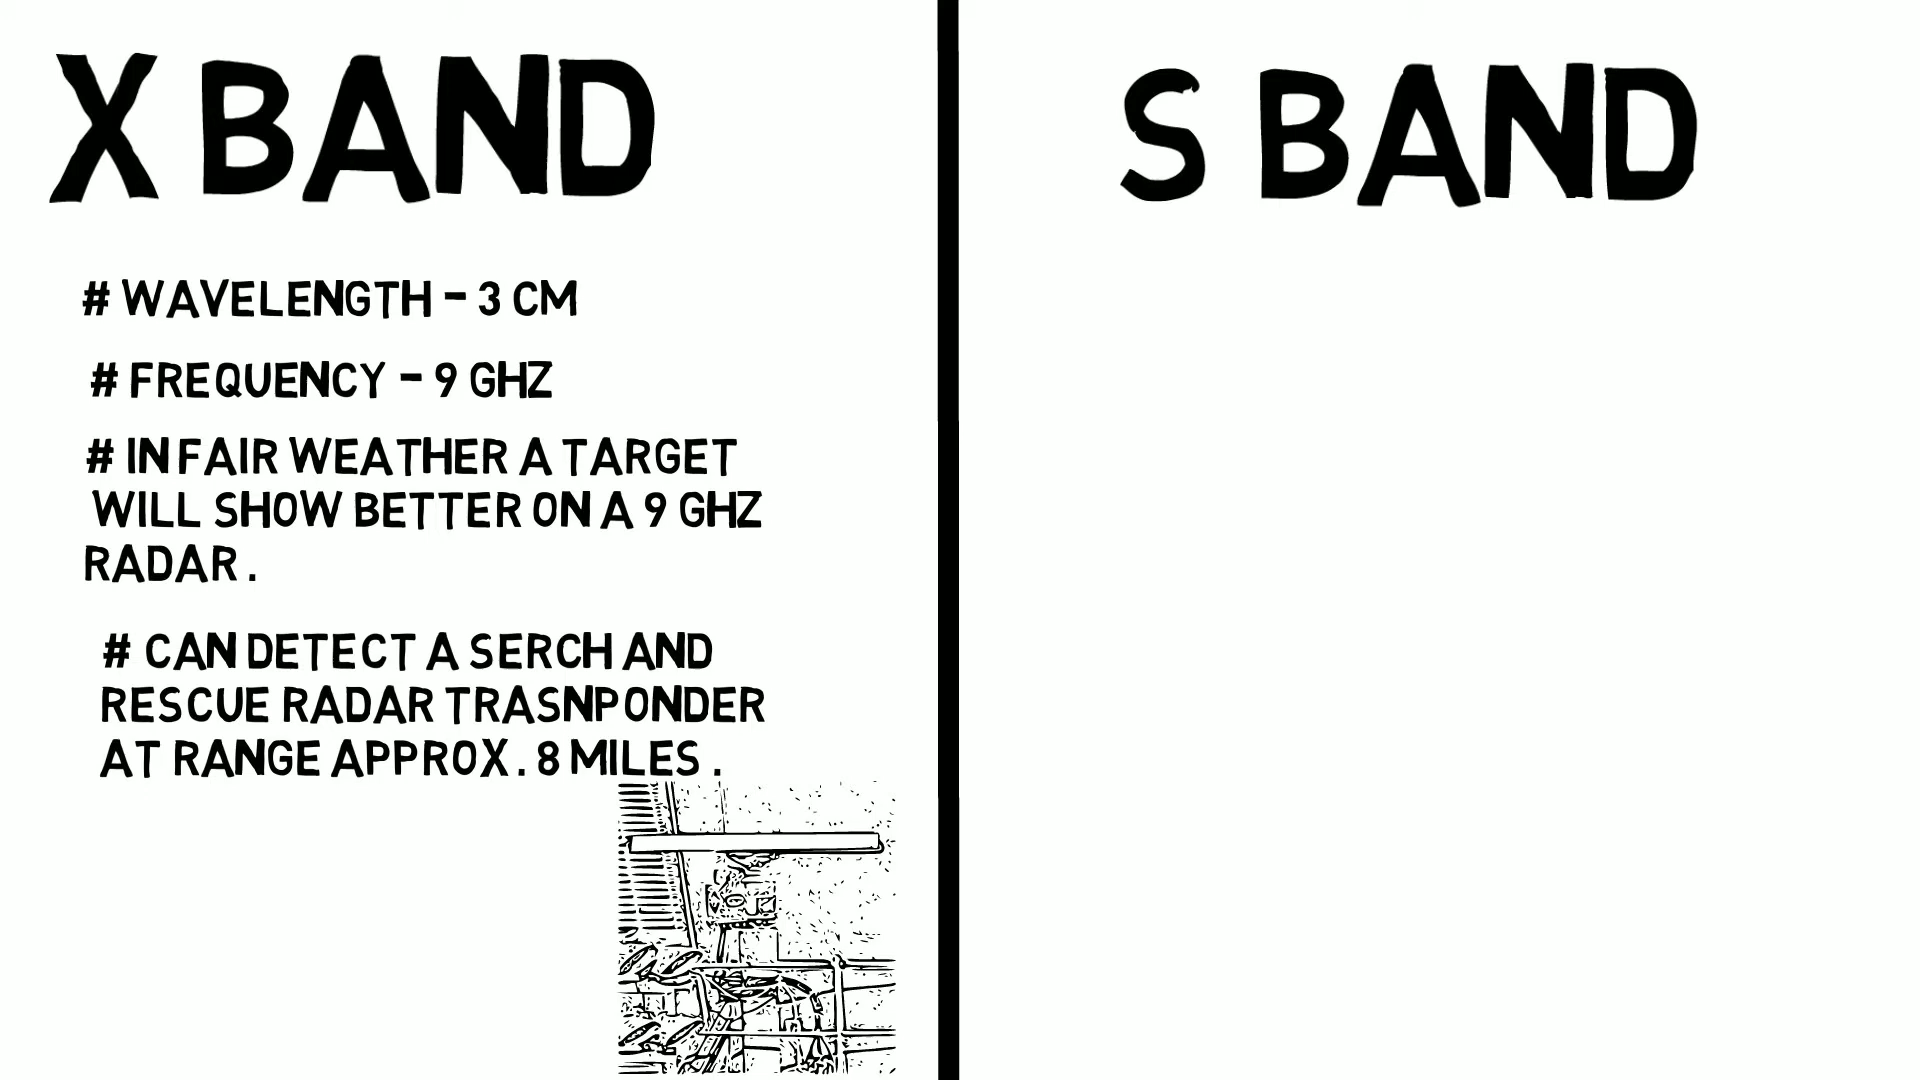 X BAND
# WAVELENGTH - 3 CM
# FREQUENCY - 9 GHZ
# IN FAIR WEATHER A TARGET
WILL SHOW BETTER ON A 9 GHZ
RADAR .
# CAN DETECT A SERCH AND
RESCUE RADAR TRASNPONDER
AT RANGE APPROX . 8 MILES .
S BAND